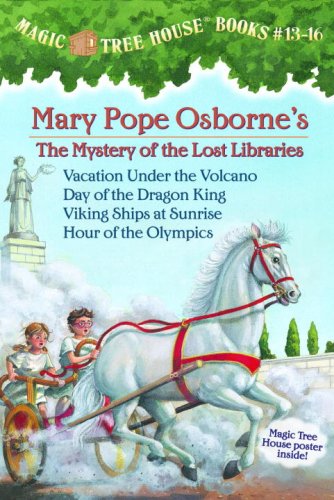 MAGIC TREE HOUSE® BOOKS #13-16
Mary Pope Osborne's
The Mystery of the Lost Libraries
Vacation Under the Volcano
Day of the Dragon King
Viking Ships at Sunrise
Hour of the Olympics
Magic Tree
House poster
inside!